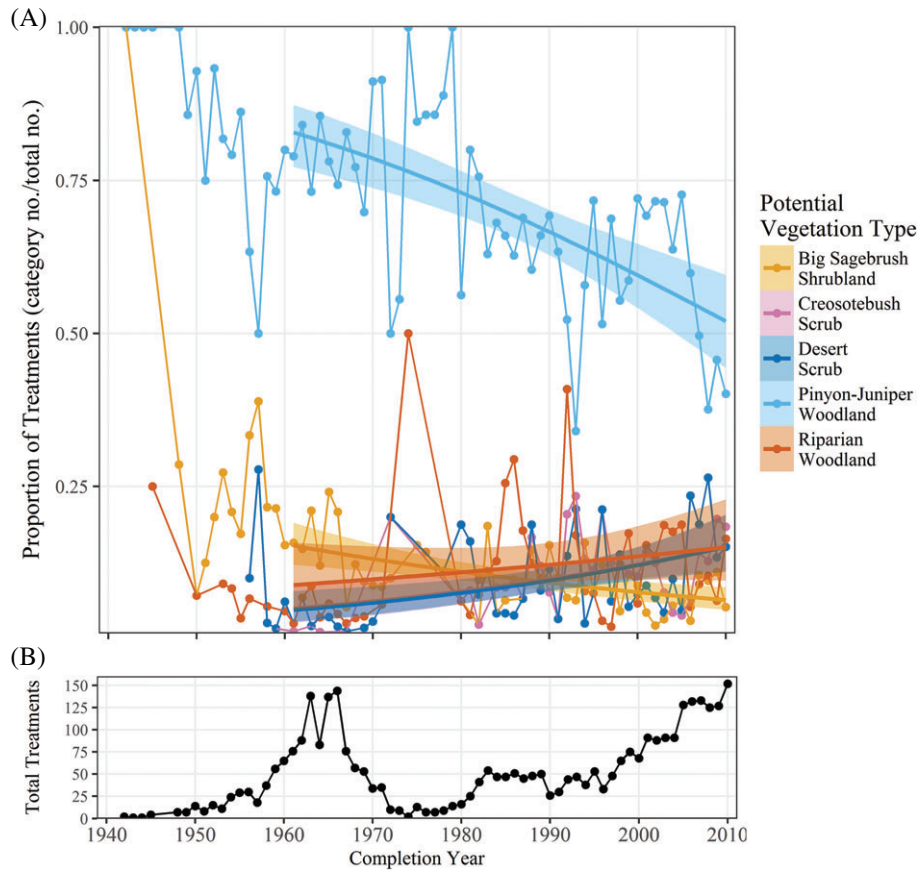 (A)
Proportion of Treatments (category no./total no.)
1.00
0.75
0.50
0.25
Potential
Vegetation Type
Big Sagebrush
Shrubland
Creosotebush
Scrub
Desert
Scrub
Pinyon-Juniper
Woodland
Riparian
Woodland
(B)
Total Treatments
150
125
100
75
50
25
0
1940 1950 1960 1970 1980 1990 2000 2010
Completion Year